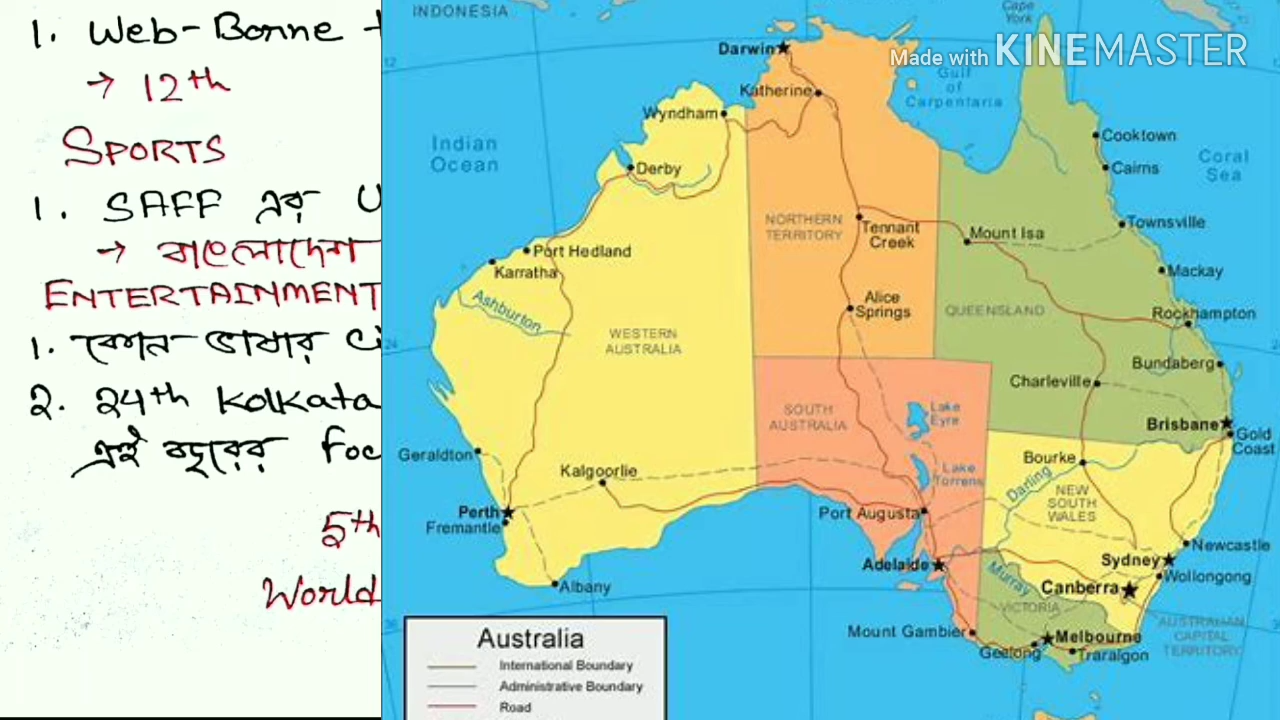 1. Web-Borne
→ 12th
SPORTS
1. SAFF এর U
→ বাংলাদেশ
ENTERTAINMENT
1. কোন ভাষার
2. 24th Kolkata
এই বছরের Foc
5th
World
INDONESIA
Cape
York
Made with KINEMASTER
Darwin
12
Katherine
Gulf
of
Carpentaria
Wyndham
Indian
Ocean
Cooktown
Coral
Sea
Derby
Cairns
NORTHERN
TERRITORY
Tennant
Creek
Townsville
Mount Isa
Port Hedland
Karratha
Mackay
Ashburton
Alice
Springs
QUEENSLAND
Rockhampton
WESTERN
AUSTRALIA
24
Bundaberg
Charleville
SOUTH
AUSTRALIA
Lake
Eyre
Brisbane
Gold
Coast
Geraldton
Kalgoorlie
Bourke
Lake
Torrens
Darling
NEW
SOUTH
WALES
Perth
Fremantle
Port Augusta
Newcastle
Adelaide
Sydney
Wollongong
Albany
Murray
Canberra
VICTORIA
AUSTRALIAN
CAPITAL
TERRITORY
36
Mount Gambier
Melbourne
Geelong
Traralgon
Australia
International Boundary
Administrative Boundary
Road